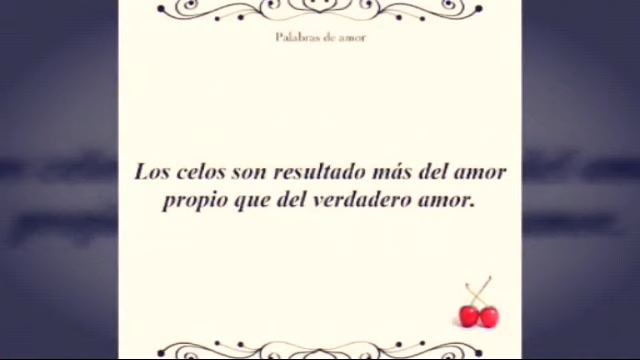 Palabras de amor
Los celos son resultado más del amor
propio que del verdadero amor.